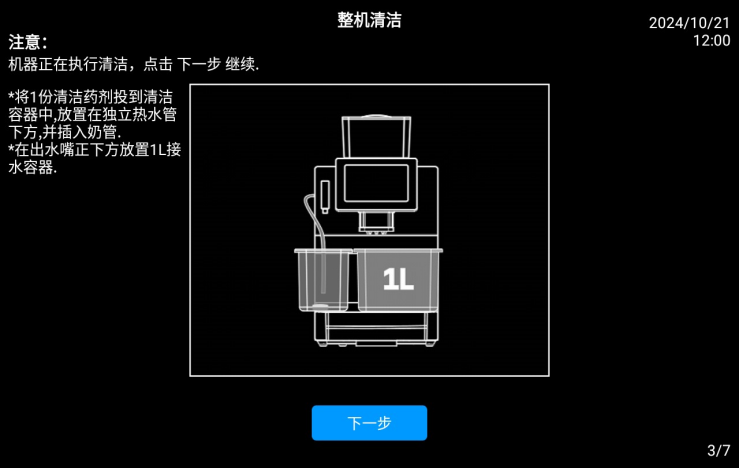 整机清洁
2024/10/21
12:00
注意：
机器正在执行清洁，点击 下一步 继续.
*将1份清洁药剂投到清洁
容器中,放置在独立热水管
下方,并插入奶管.
*在出水嘴正下方放置1L接
水容器.
1L
下一步
3/7